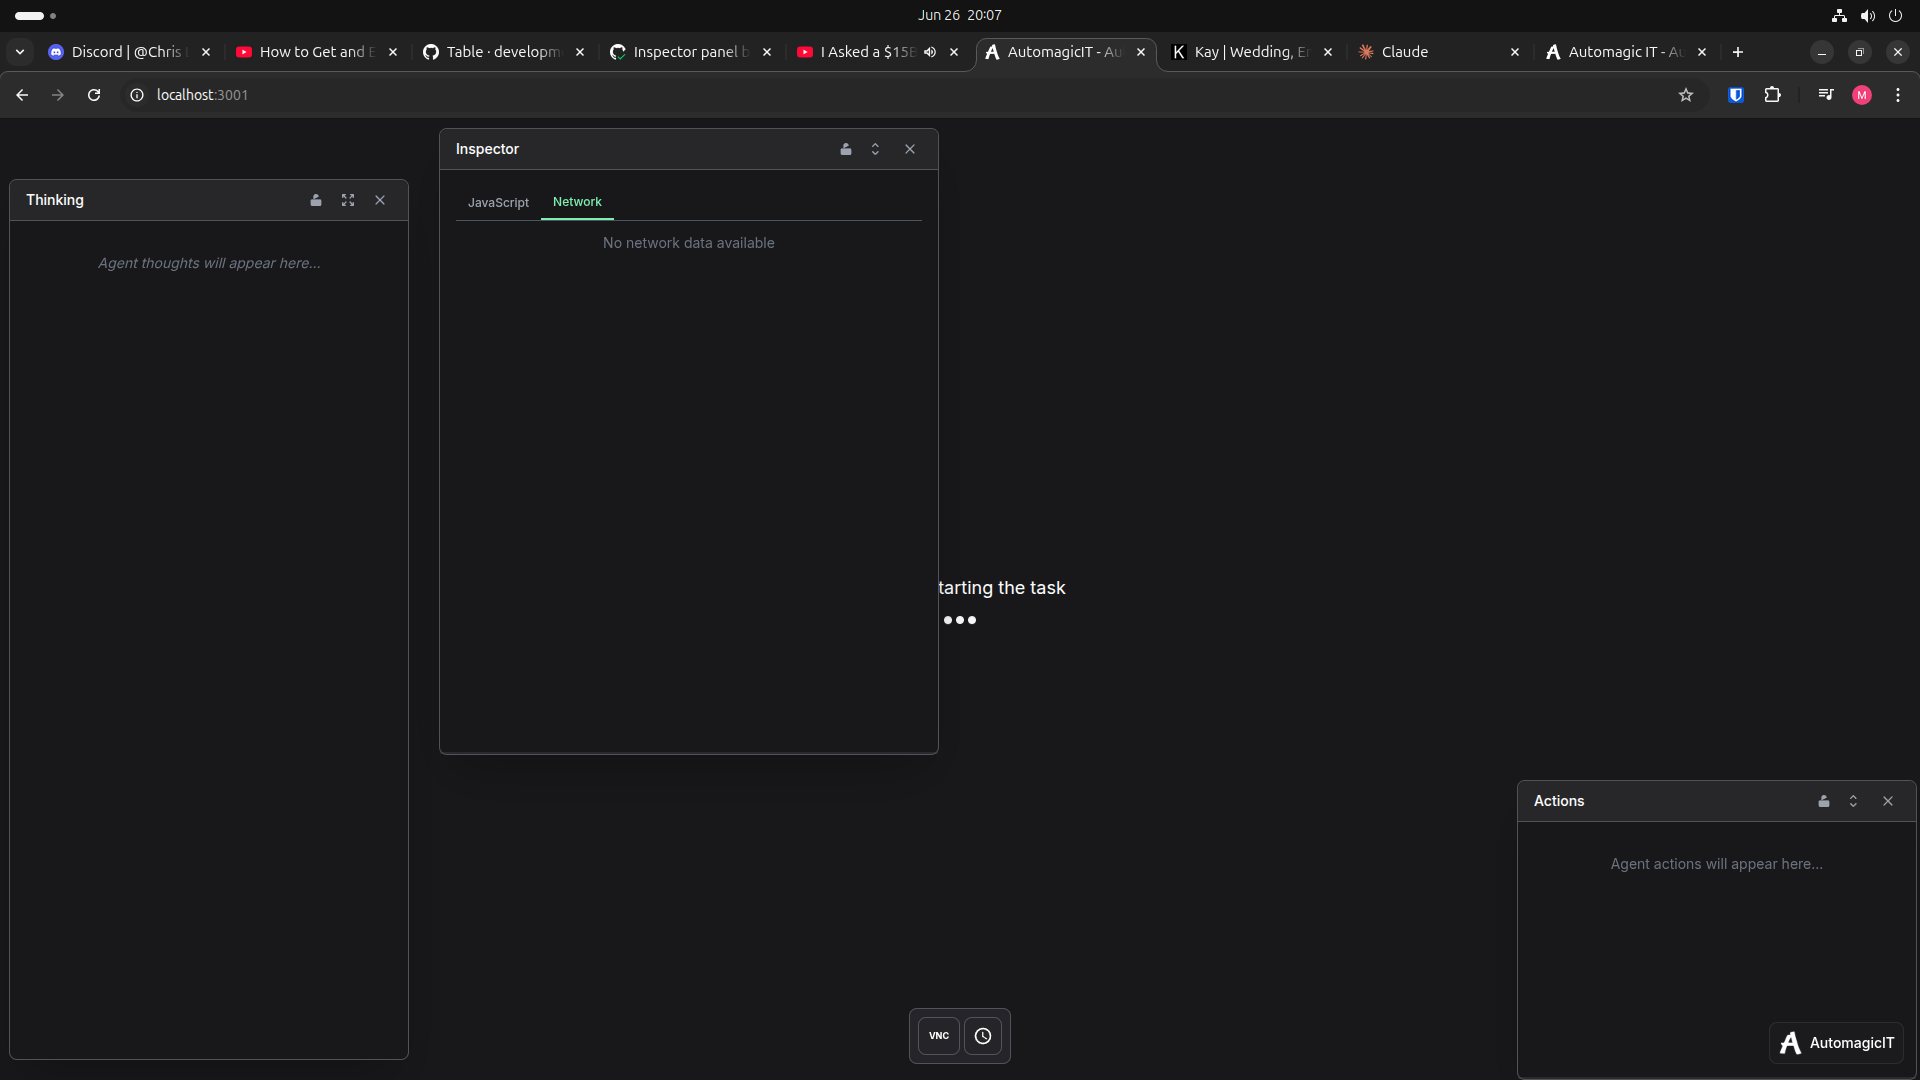 Jun 26 20:07
Discord | @Chris
How to Get and E
Table · developm
Inspector panel b
I Asked a $15B
AutomagicIT - Au
Kay | Wedding, En
Claude
Automagic IT - Au
localhost:3001
M
Inspector
JavaScript
Network
No network data available
Thinking
Agent thoughts will appear here...
tarting the task
Actions
Agent actions will appear here...
VNC
AutomagicIT